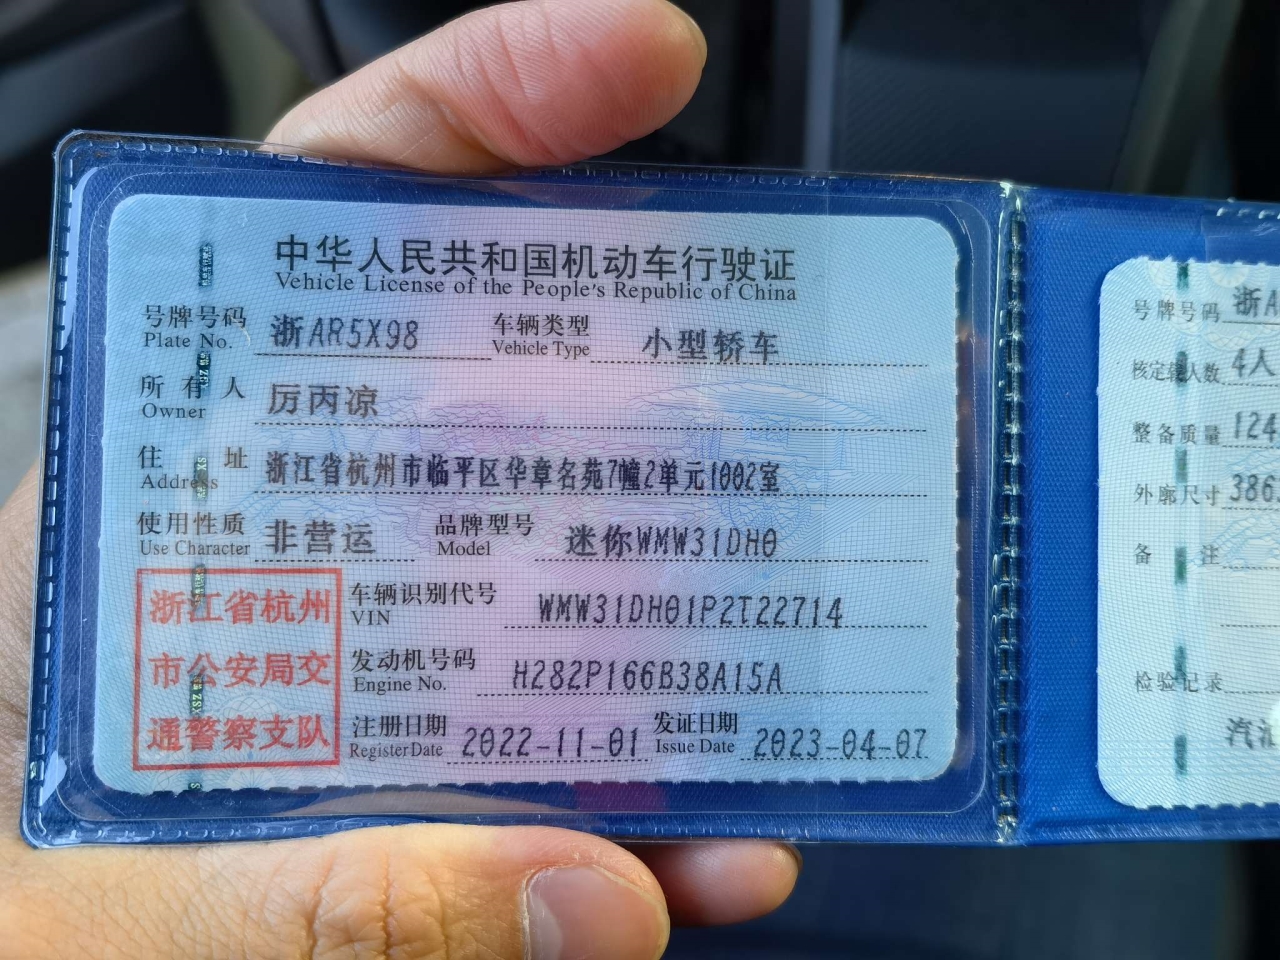 中华人民共和国机动车行驶证
Vehicle License of the People's Republic of China
号牌号码 浙AR5X98 车辆类型 小型轿车
Plate No. Vehicle Type
所有人 厉丙凉
Owner
住址 浙江省杭州市临平区华章名苑7幢2单元1002室
Address
使用性质 非营运 品牌型号 迷你WMW31DH0
Use Character Model
浙江省杭州
市公安局交
通警察支队
车辆识别代号 WMW31DH01P2T22714
VIN
发动机号码 H282P166B38A15A
Engine No.
注册日期 2022-11-01 发证日期 2023-04-07
Register Date Issue Date
号牌号码 浙A
核定载人数 4人
整备质量 124
外廓尺寸 386
备注
检验记录